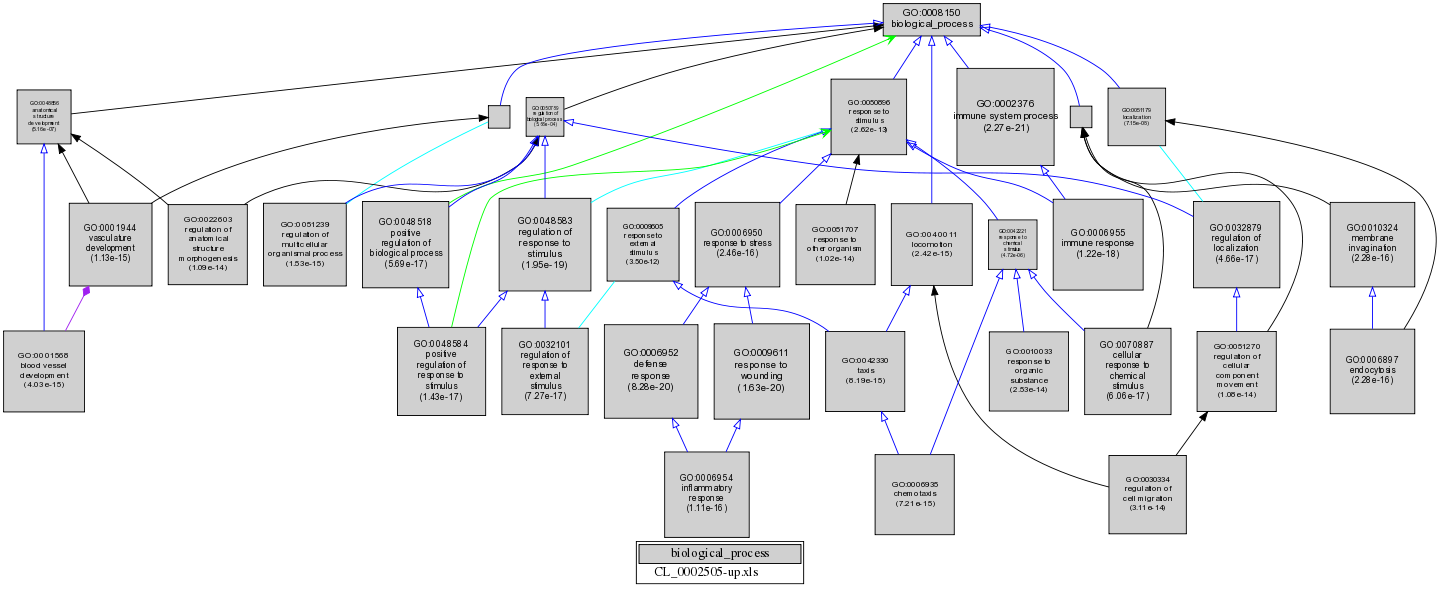 GO:0008150
biological_process
GO:0048856
anatomical
structure
development
(5.16e-07)
GO:0050789
regulation of
biological process
GO:0050896
response to
stimulus
(2.62e-13)
GO:0002376
immune system process
(2.27e-21)
GO:0051179
localization
(7.15e-08)
GO:0001944
vasculature
development
(1.13e-15)
GO:0022603
regulation of
anatomical
structure
morphogenesis
(1.09e-14)
GO:0051239
regulation of
multicellular
organismal process
(1.53e-15)
GO:0048518
positive
regulation of
biological process
(5.69e-17)
GO:0048583
regulation of
response to
stimulus
(1.95e-19)
GO:0009605
response to
external
stimulus
(3.50e-12)
GO:0006950
response to stress
(2.46e-16)
GO:0051707
response to
other organism
(1.02e-14)
GO:0040011
locomotion
(2.42e-15)
GO:0042221
response to
chemical
stimulus
(4.72e-06)
GO:0006955
immune response
(1.22e-18)
GO:0032879
regulation of
localization
(4.66e-17)
GO:0010324
membrane
invagination
(2.28e-16)
GO:0001568
blood vessel
development
(4.03e-15)
GO:0048584
positive
regulation of
response to
stimulus
(1.43e-17)
GO:0032101
regulation of
response to
external
stimulus
(7.27e-17)
GO:0006952
defense
response
(8.28e-20)
GO:0009611
response to
wounding
(1.63e-20)
GO:0042330
taxis
(8.19e-15)
GO:0010033
response to
organic
substance
(2.53e-14)
GO:0070887
cellular
response to
chemical
stimulus
(6.06e-17)
GO:0051270
regulation of
cellular
component
movement
(1.08e-14)
GO:0006897
endocytosis
(2.28e-16)
GO:0006954
inflammatory
response
(1.11e-16)
GO:0006935
chemotaxis
(7.21e-15)
GO:0030334
regulation of
cell migration
(3.11e-14)
biological_process
CL_0002505-up.xls